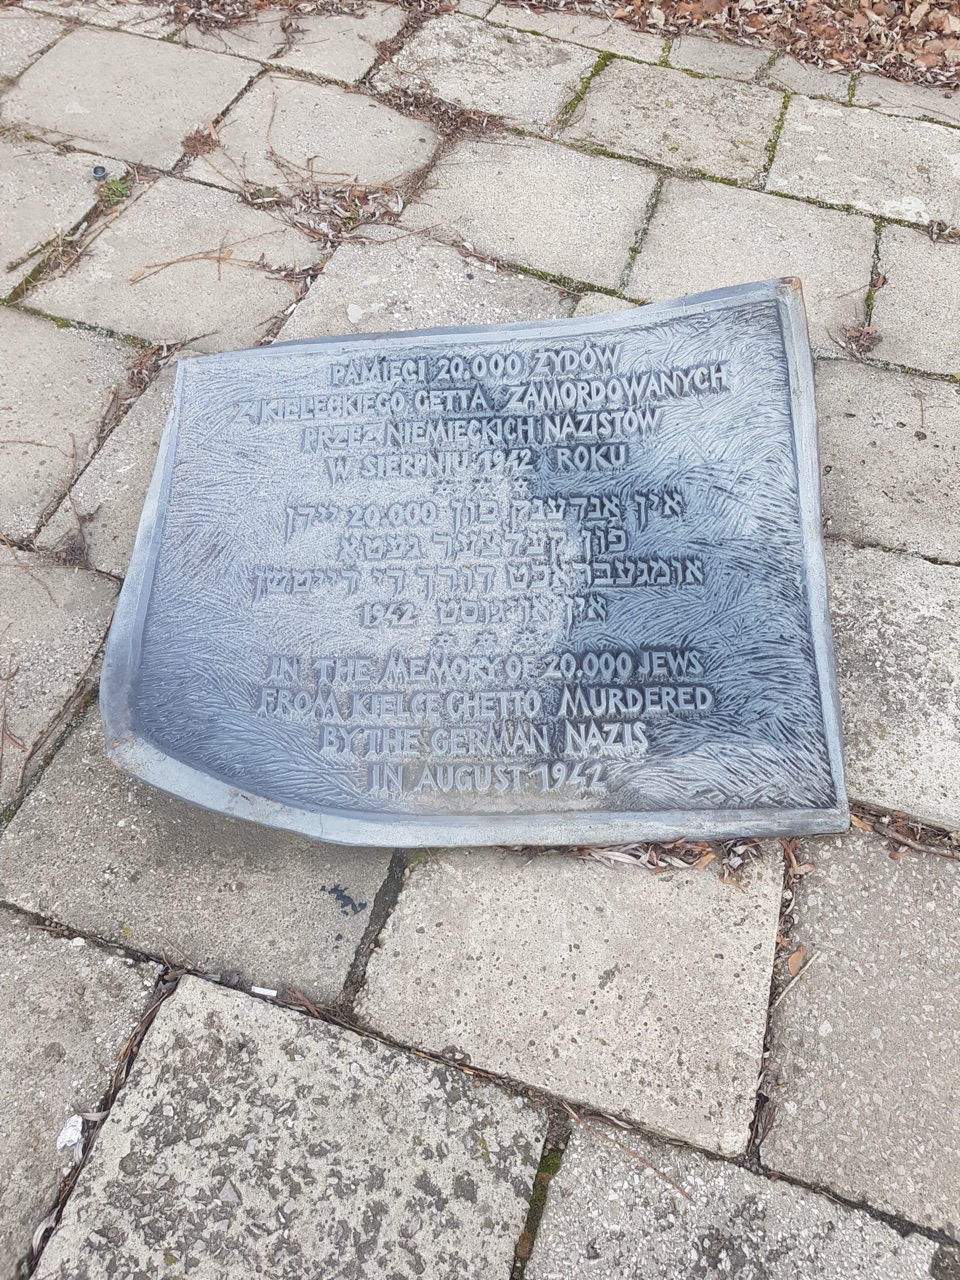 PAMIĘCI 20.000 ŻYDÓW
Z KIELECKIEGO GETTA ZAMORDOWANYCH
PRZEZ NIEMIECKICH NAZISTÓW
W SIERPNIU 1942 ROKU
אין אנדענק פון 20.000 יידן
פון קעלצער געטא
אומגעבראכט דורך די דייטשן
אין אויגוסט 1942
IN THE MEMORY OF 20.000 JEWS
FROM KIELCE GHETTO MURDERED
BY THE GERMAN NAZIS
IN AUGUST 1942